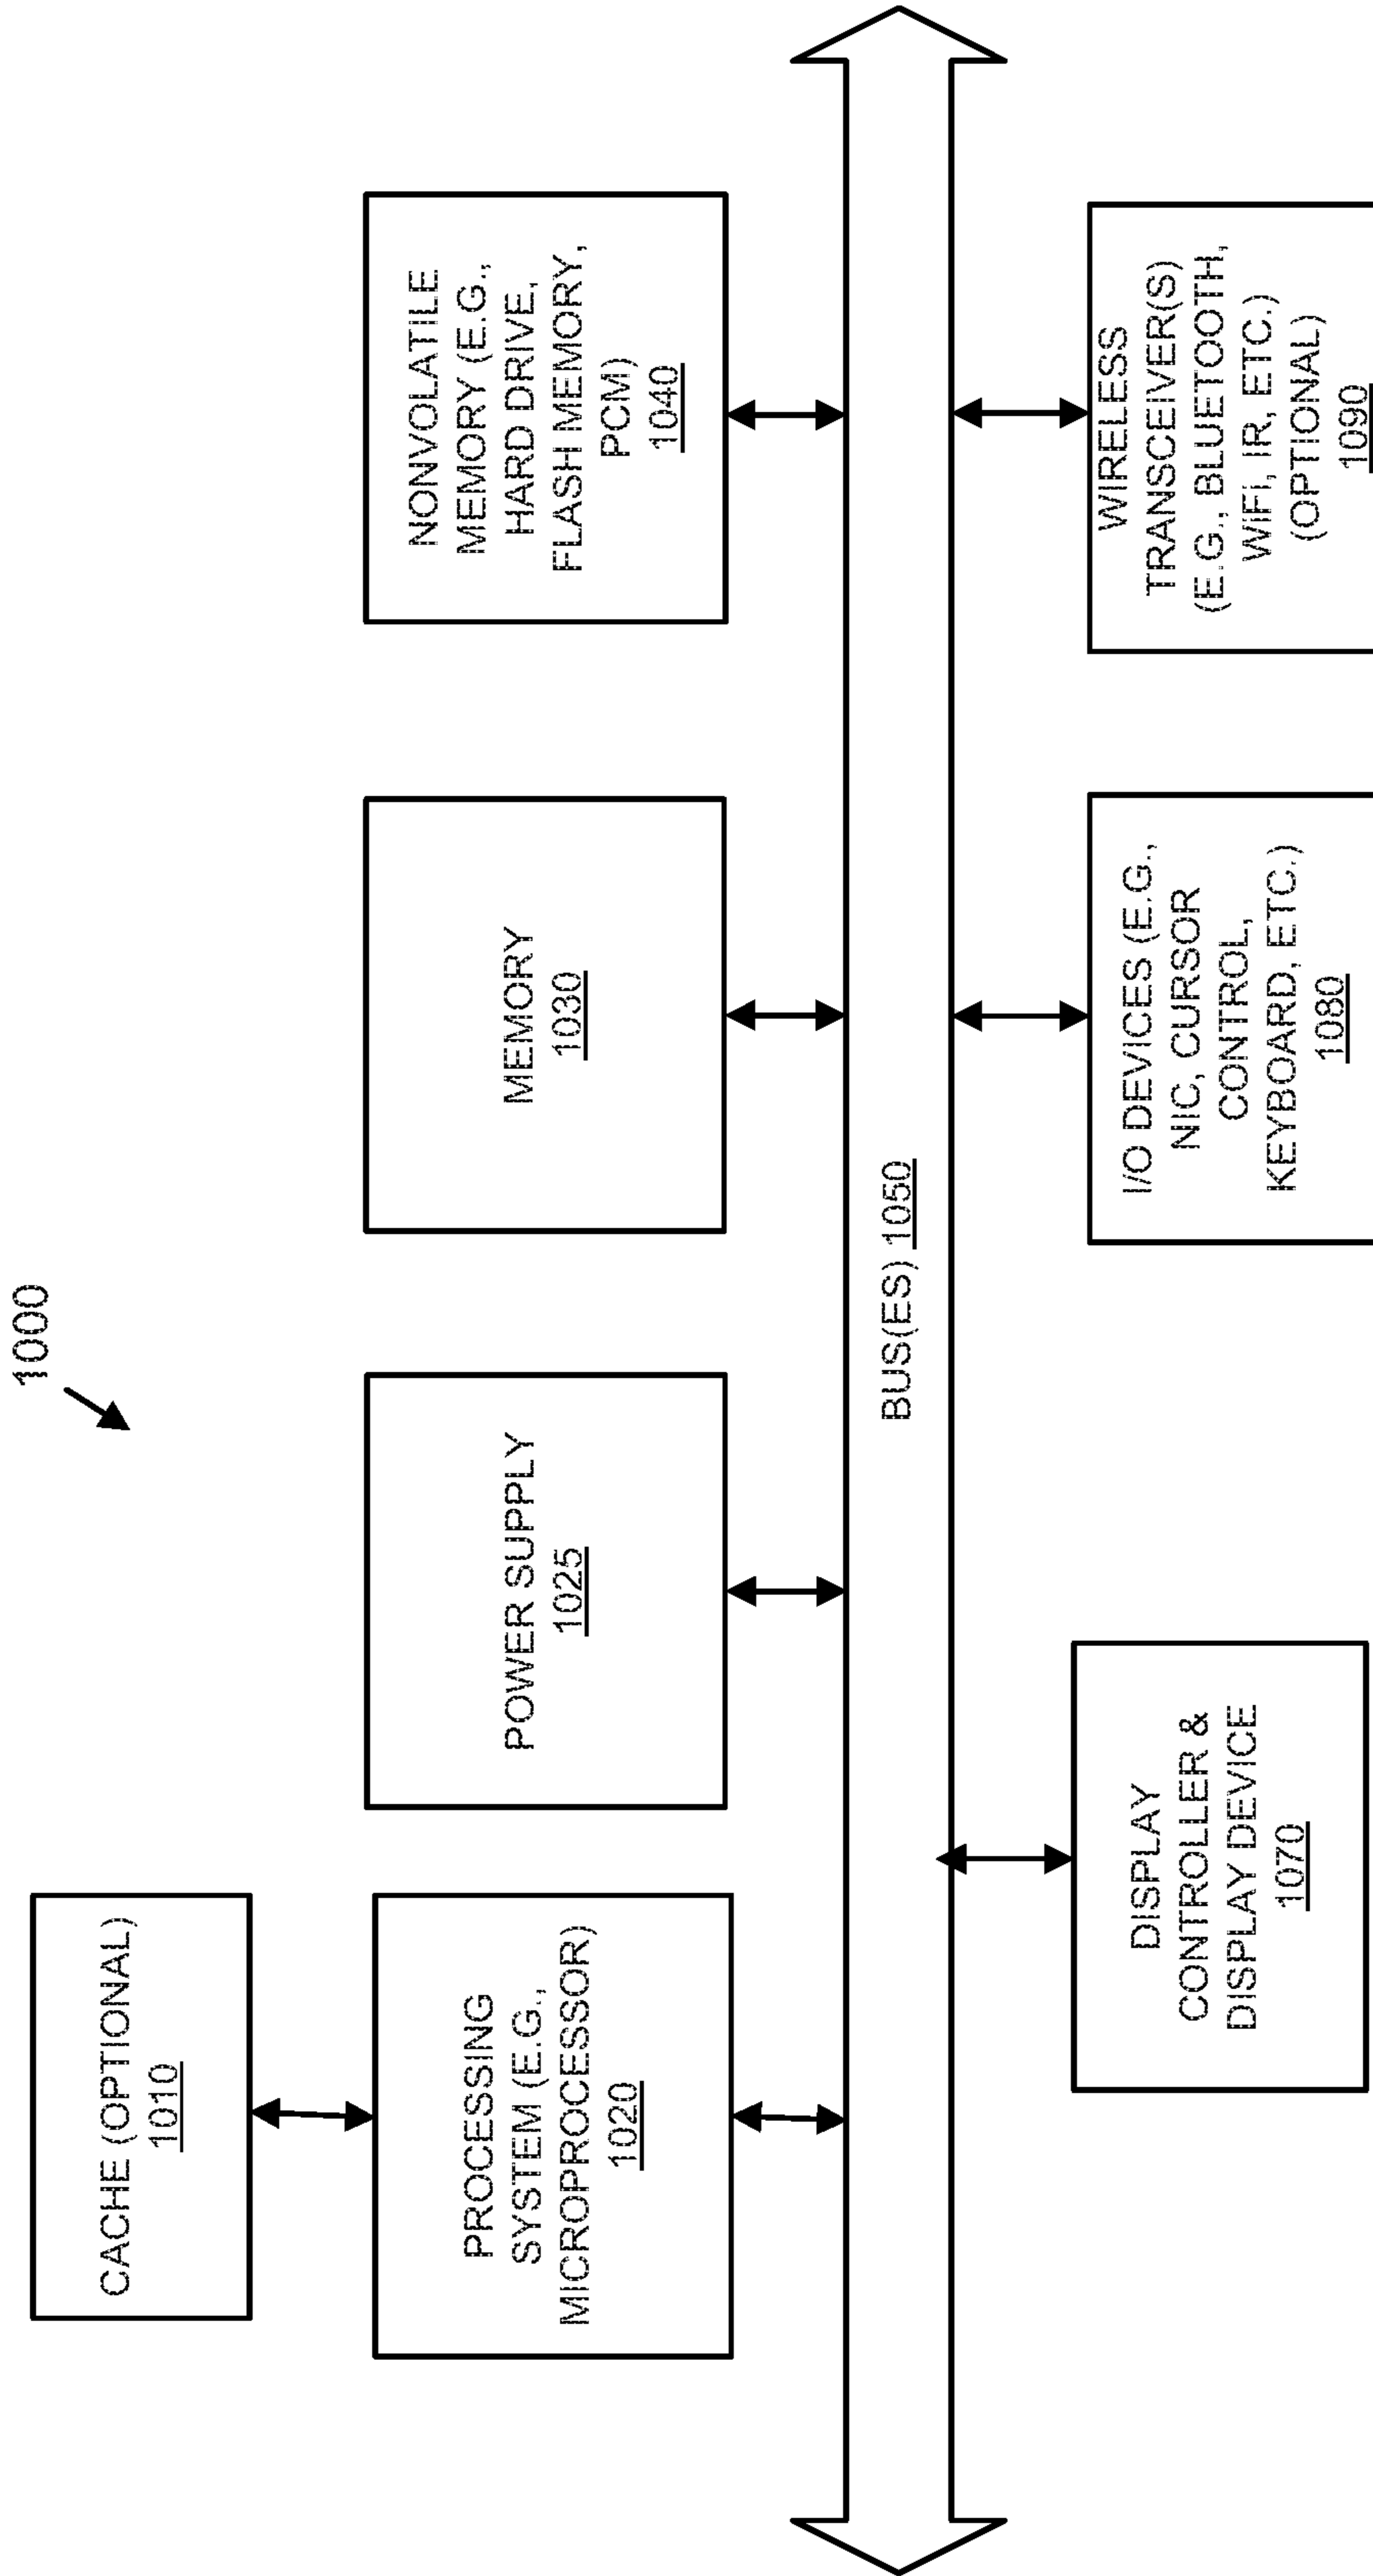 1000
CACHE (OPTIONAL)
1010
PROCESSING
SYSTEM (E.G.,
MICROPROCESSOR)
1020
POWER SUPPLY
1025
MEMORY
1030
NONVOLATILE
MEMORY (E.G.,
HARD DRIVE,
FLASH MEMORY,
PCM)
1040
BUS(ES) 1050
DISPLAY
CONTROLLER &
DISPLAY DEVICE
1070
I/O DEVICES (E.G.,
NIC, CURSOR
CONTROL,
KEYBOARD, ETC.)
1080
WIRELESS
TRANSCEIVER(S)
(E.G., BLUETOOTH,
WIFI, IR, ETC.)
(OPTIONAL)
1090